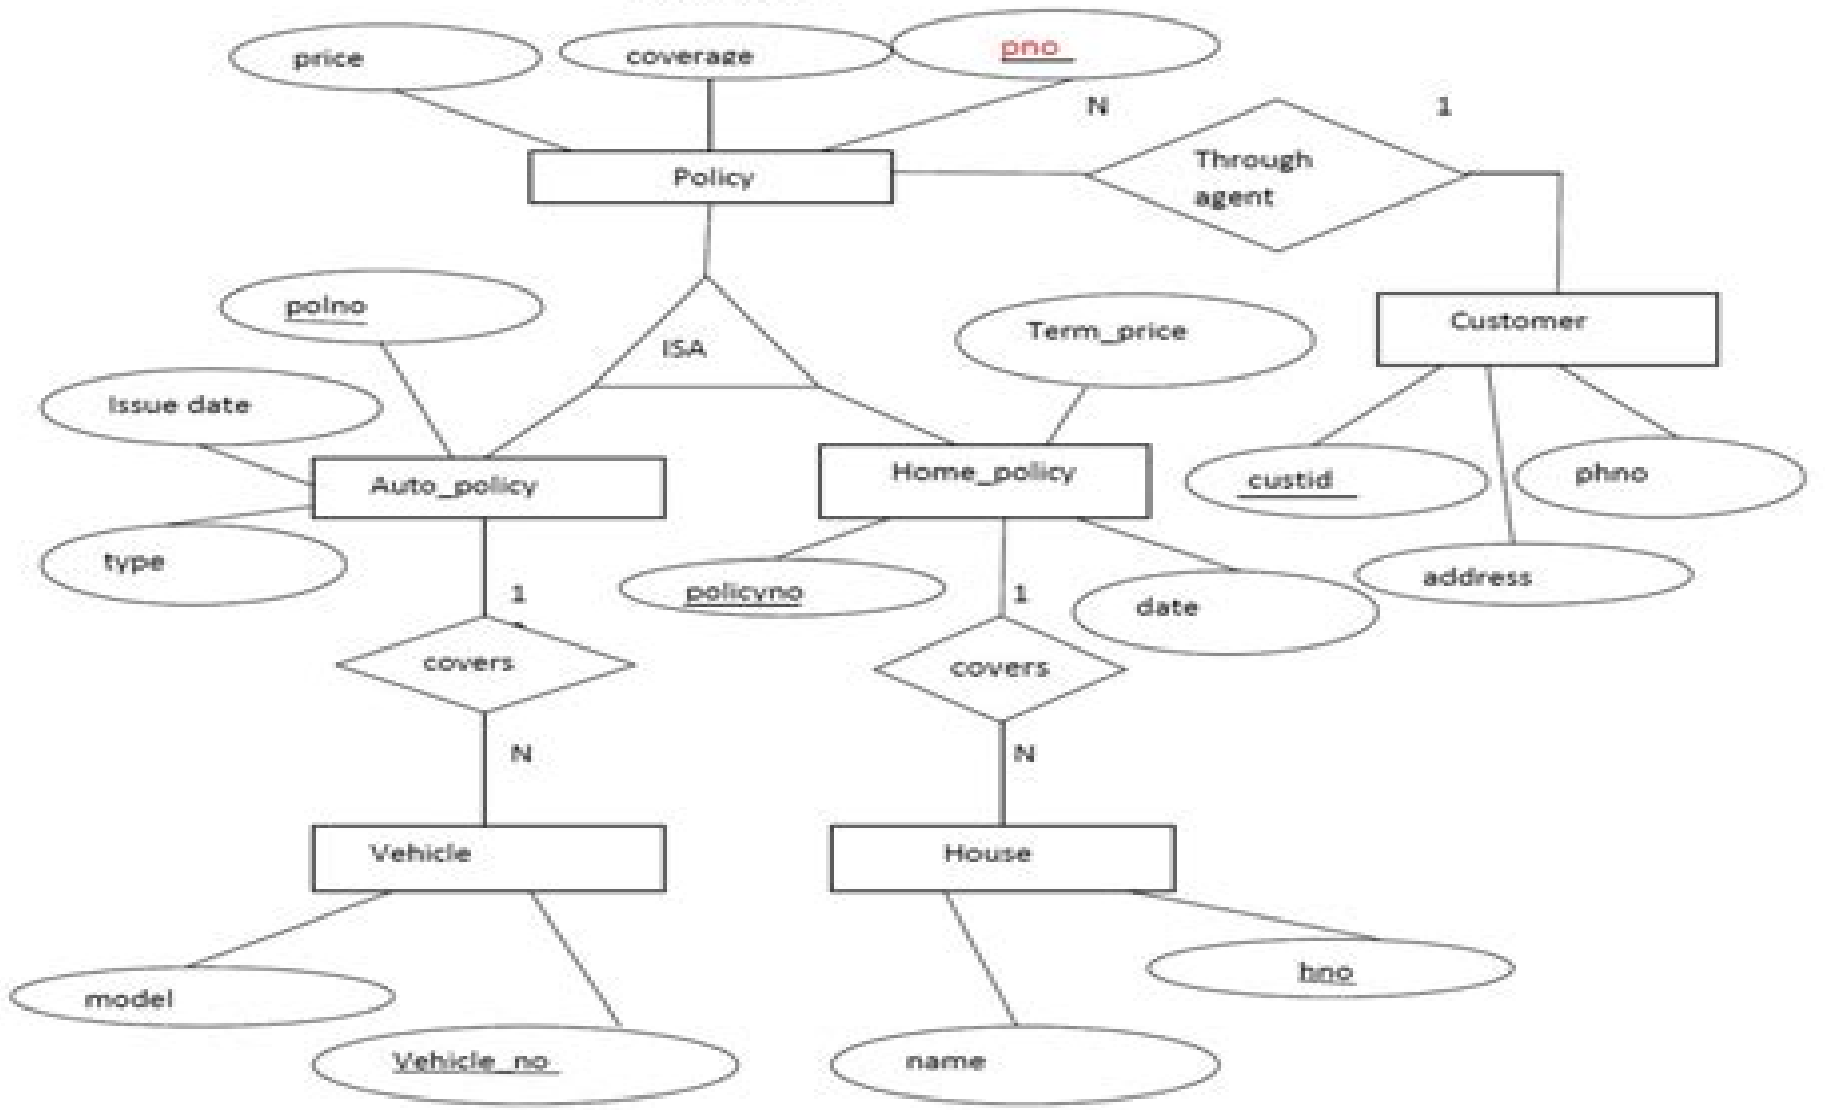 price
coverage
pno
N
1
Policy
Through
agent
polno
ISA
Term_price
Customer
Issue date
Auto_policy
Home_policy
custid
phno
type
policyno
date
address
1
1
covers
covers
N
N
Vehicle
House
model
hno
Vehicle_no
name